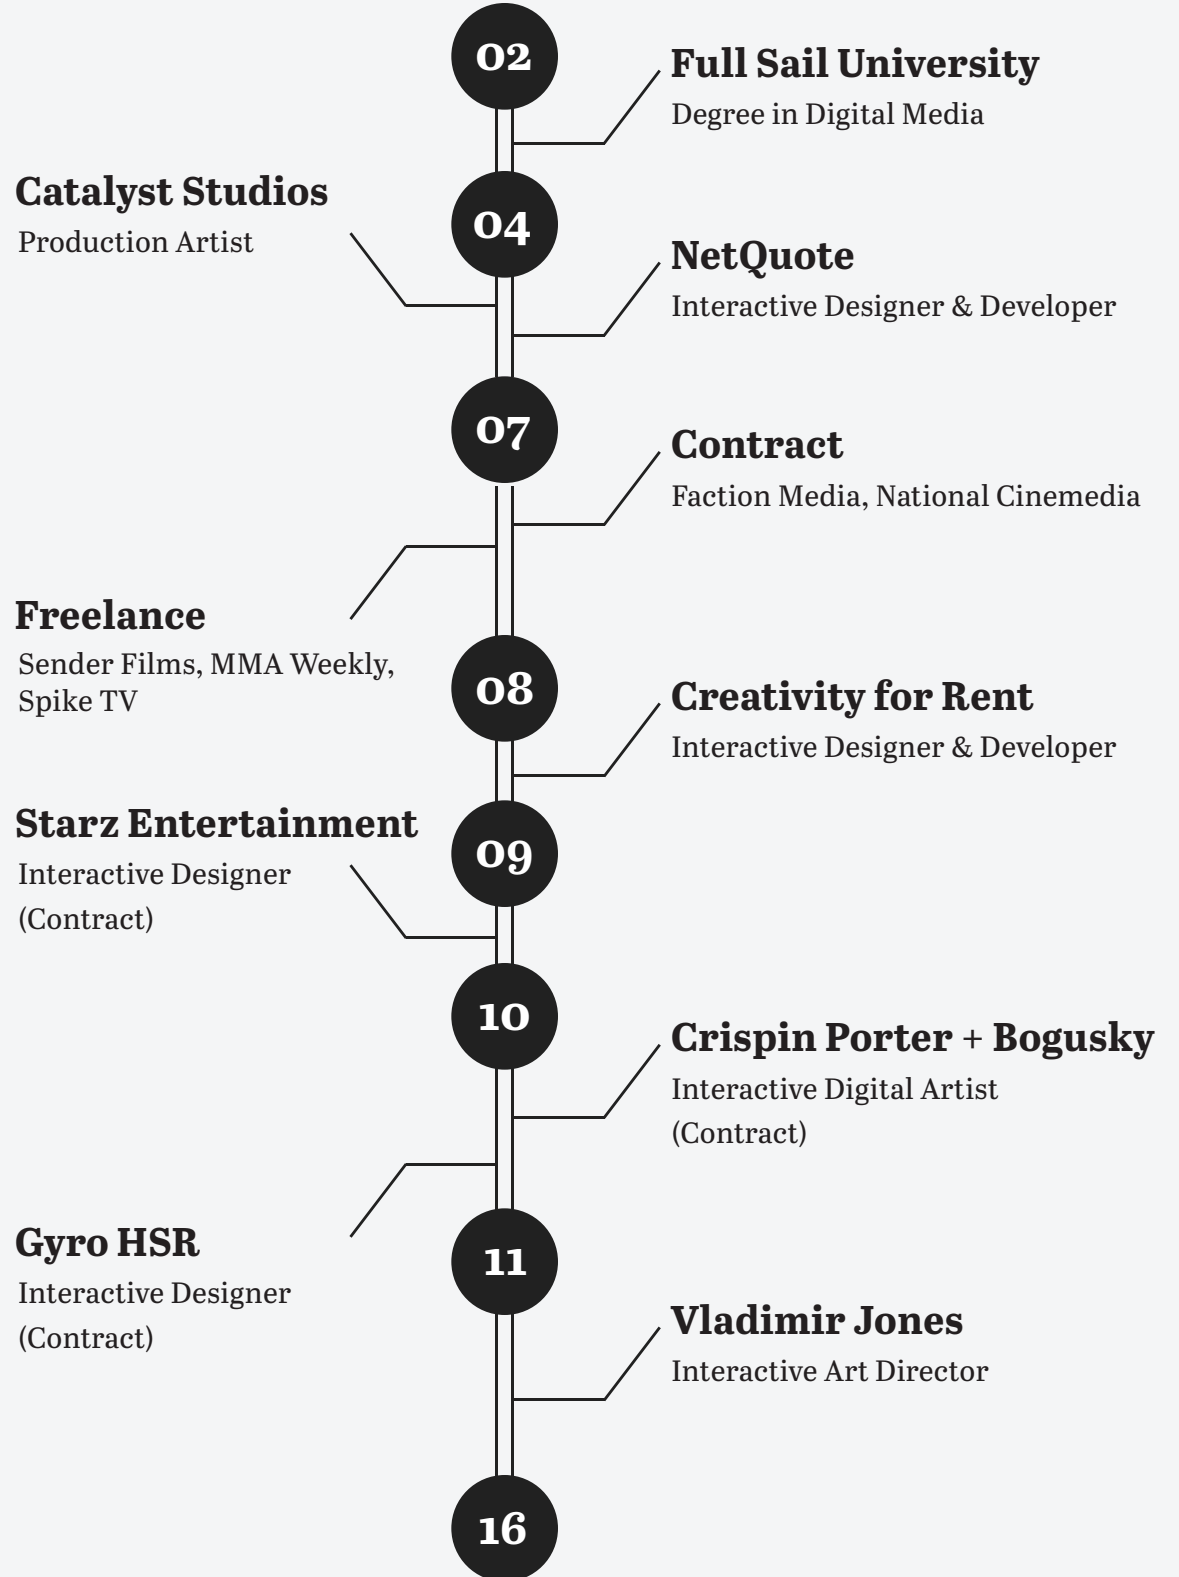 02
Full Sail University
Degree in Digital Media
Catalyst Studios
Production Artist
04
NetQuote
Interactive Designer & Developer
07
Contract
Faction Media, National Cinemedia
Freelance
Sender Films, MMA Weekly,
Spike TV
08
Creativity for Rent
Interactive Designer & Developer
Starz Entertainment
Interactive Designer
(Contract)
09
10
Crispin Porter + Bogusky
Interactive Digital Artist
(Contract)
Gyro HSR
Interactive Designer
(Contract)
11
Vladimir Jones
Interactive Art Director
16